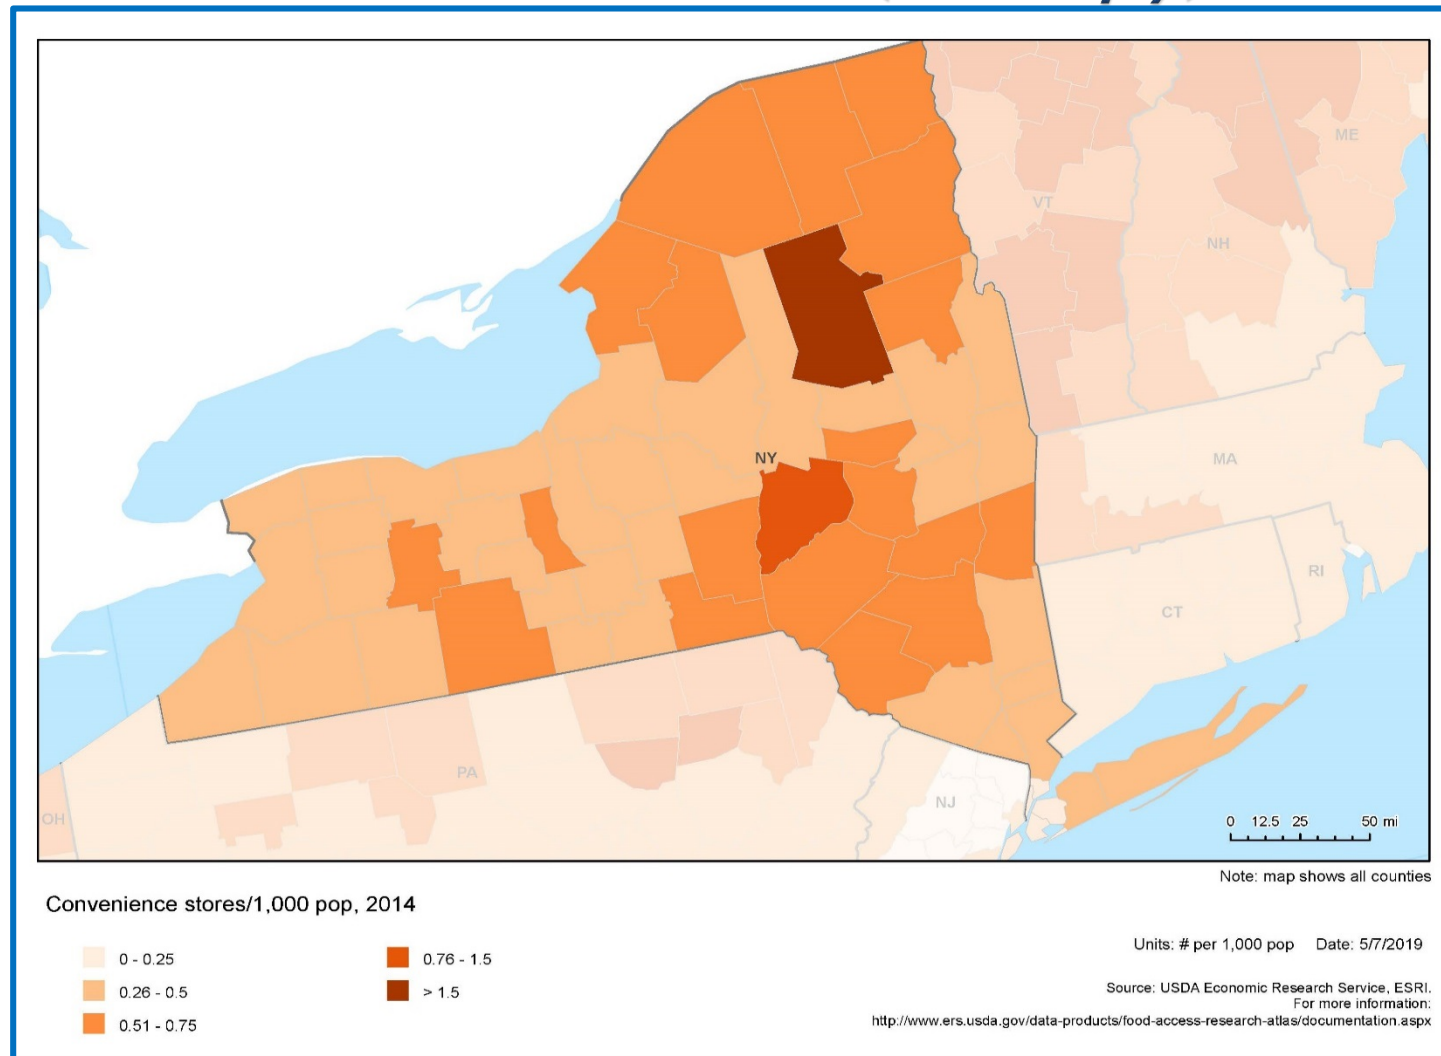 ME
VT
NH
NY
MA
RI
CT
PA
NJ
OH
0 12.5 25 50 mi
Note: map shows all counties
Convenience stores/1,000 pop, 2014
0 - 0.25
0.26 - 0.5
0.51 - 0.75
0.76 - 1.5
> 1.5
Units: # per 1,000 pop Date: 5/7/2019
Source: USDA Economic Research Service, ESRI.
For more information:
http://www.ers.usda.gov/data-products/food-access-research-atlas/documentation.aspx